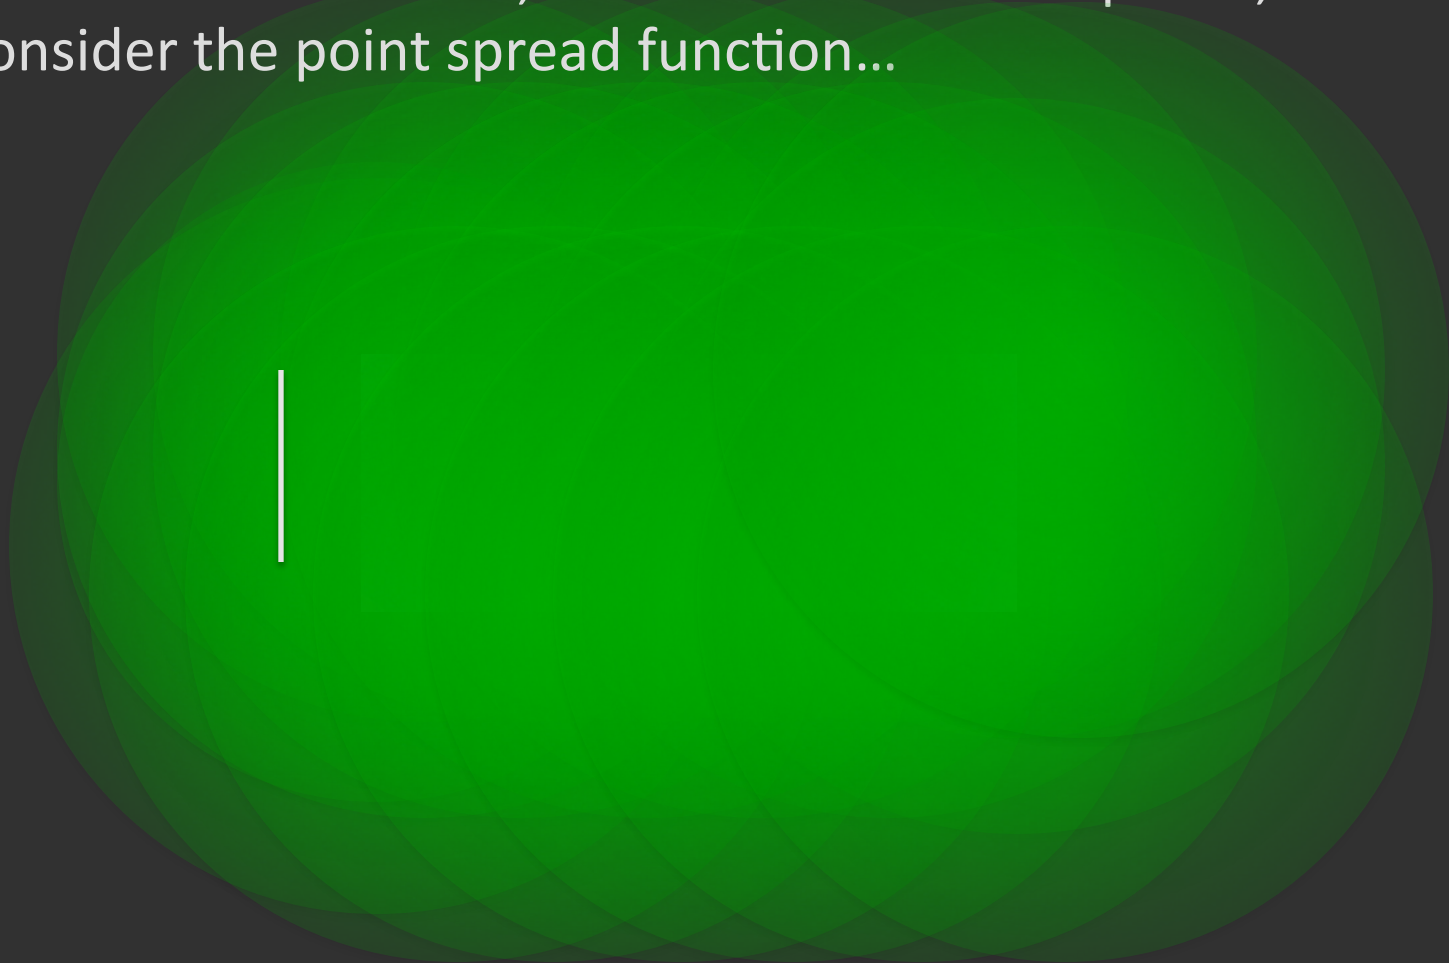 onsider the point spread function...